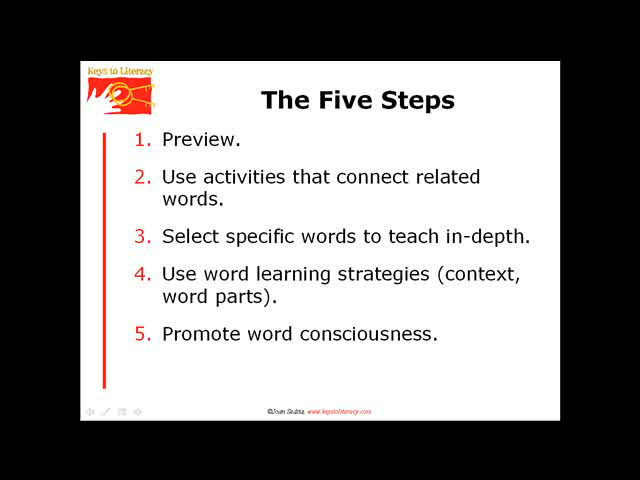 Keys to Literacy
The Five Steps
1. Preview.
2. Use activities that connect related
words.
3. Select specific words to teach in-depth.
4. Use word learning strategies (context,
word parts).
5. Promote word consciousness.
©Joan Sedita, www.keystoliteracy.com